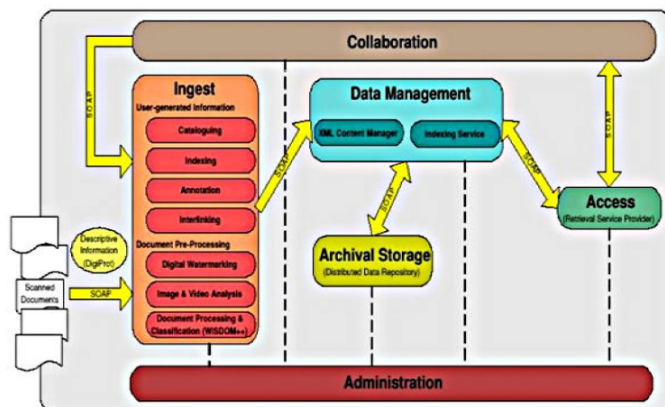 Collaboration
SOAP
Ingest
User-generated Information
Cataloguing
Indexing
Annotation
Interlinking
Document Pre-Processing
Digital Watermarking
Image & Video Analysis
Document Processing &
Classification (WISDOM++)
Descriptive
Information
(DigiProt)
Scanned
Documents
SOAP
SOAP
Data Management
XML Content Manager
Indexing Service
SOAP
Archival Storage
(Distributed Data Repository)
SOAP
SOAP
Access
(Retrieval Service Provider)
Administration